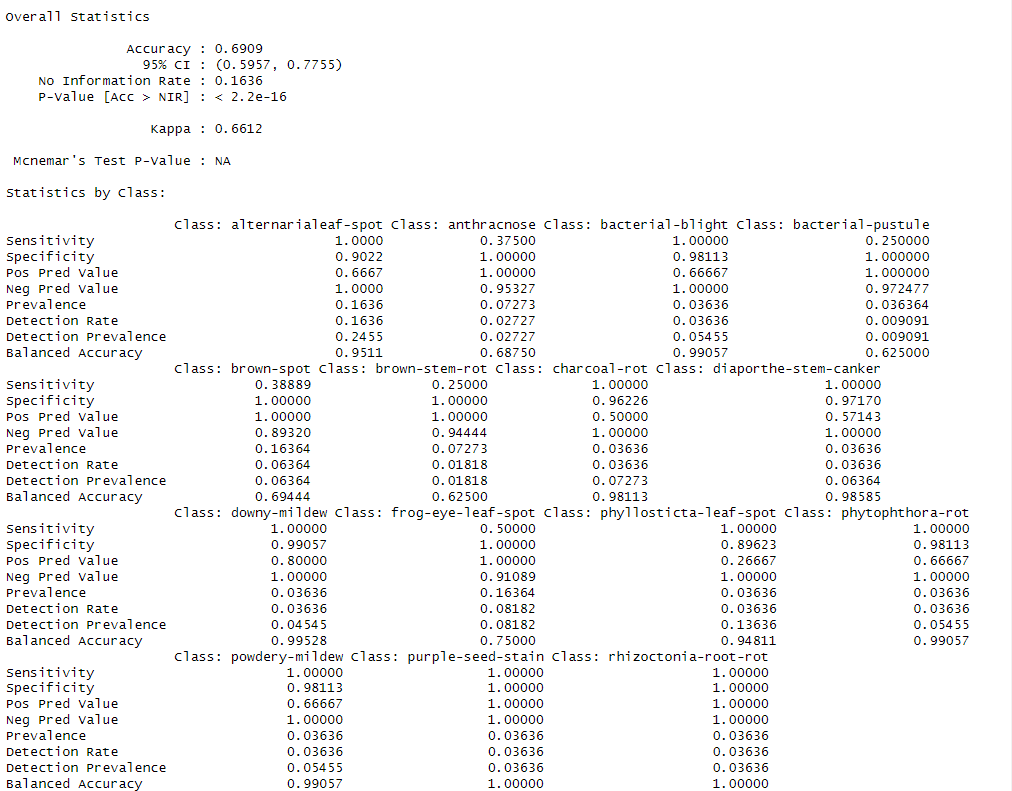 Overall Statistics
Accuracy : 0.6909
95% CI : (0.5957, 0.7755)
No Information Rate : 0.1636
P-Value [Acc > NIR] : < 2.2e-16
Kappa : 0.6612
Mcnemar's Test P-Value : NA
Statistics by Class:
Class: alternarialeaf-spot Class: anthracnose Class: bacterial-blight Class: bacterial-pustule
Sensitivity 1.0000 0.37500 1.00000 0.250000
Specificity 0.9022 1.00000 0.98113 1.000000
Pos Pred Value 0.6667 1.00000 0.66667 1.000000
Neg Pred Value 1.0000 0.95327 1.00000 0.972477
Prevalence 0.1636 0.07273 0.03636 0.036364
Detection Rate 0.1636 0.02727 0.03636 0.009091
Detection Prevalence 0.2455 0.02727 0.05455 0.009091
Balanced Accuracy 0.9511 0.68750 0.99057 0.625000
Class: brown-spot Class: brown-stem-rot Class: charcoal-rot Class: diaporthe-stem-canker
Sensitivity 0.38889 0.25000 1.00000 1.00000
Specificity 1.00000 1.00000 0.96226 0.97170
Pos Pred Value 1.00000 1.00000 0.50000 0.57143
Neg Pred Value 0.89320 0.94444 1.00000 1.00000
Prevalence 0.16364 0.07273 0.03636 0.03636
Detection Rate 0.06364 0.01818 0.03636 0.03636
Detection Prevalence 0.06364 0.01818 0.07273 0.06364
Balanced Accuracy 0.69444 0.62500 0.98113 0.98585
Class: downy-mildew Class: frog-eye-leaf-spot Class: phyllosticta-leaf-spot Class: phytophthora-rot
Sensitivity 1.00000 0.50000 1.00000 1.00000
Specificity 0.99057 1.00000 0.89623 0.98113
Pos Pred Value 0.80000 1.00000 0.26667 0.66667
Neg Pred Value 1.00000 0.91089 1.00000 1.00000
Prevalence 0.03636 0.16364 0.03636 0.03636
Detection Rate 0.03636 0.08182 0.03636 0.03636
Detection Prevalence 0.04545 0.08182 0.13636 0.05455
Balanced Accuracy 0.99528 0.75000 0.94811 0.99057
Class: powdery-mildew Class: purple-seed-stain Class: rhizoctonia-root-rot
Sensitivity 1.00000 1.00000 1.00000
Specificity 0.98113 1.00000 1.00000
Pos Pred Value 0.66667 1.00000 1.00000
Neg Pred Value 1.00000 1.00000 1.00000
Prevalence 0.03636 0.03636 0.03636
Detection Rate 0.03636 0.03636 0.03636
Detection Prevalence 0.05455 0.03636 0.03636
Balanced Accuracy 0.99057 1.00000 1.00000